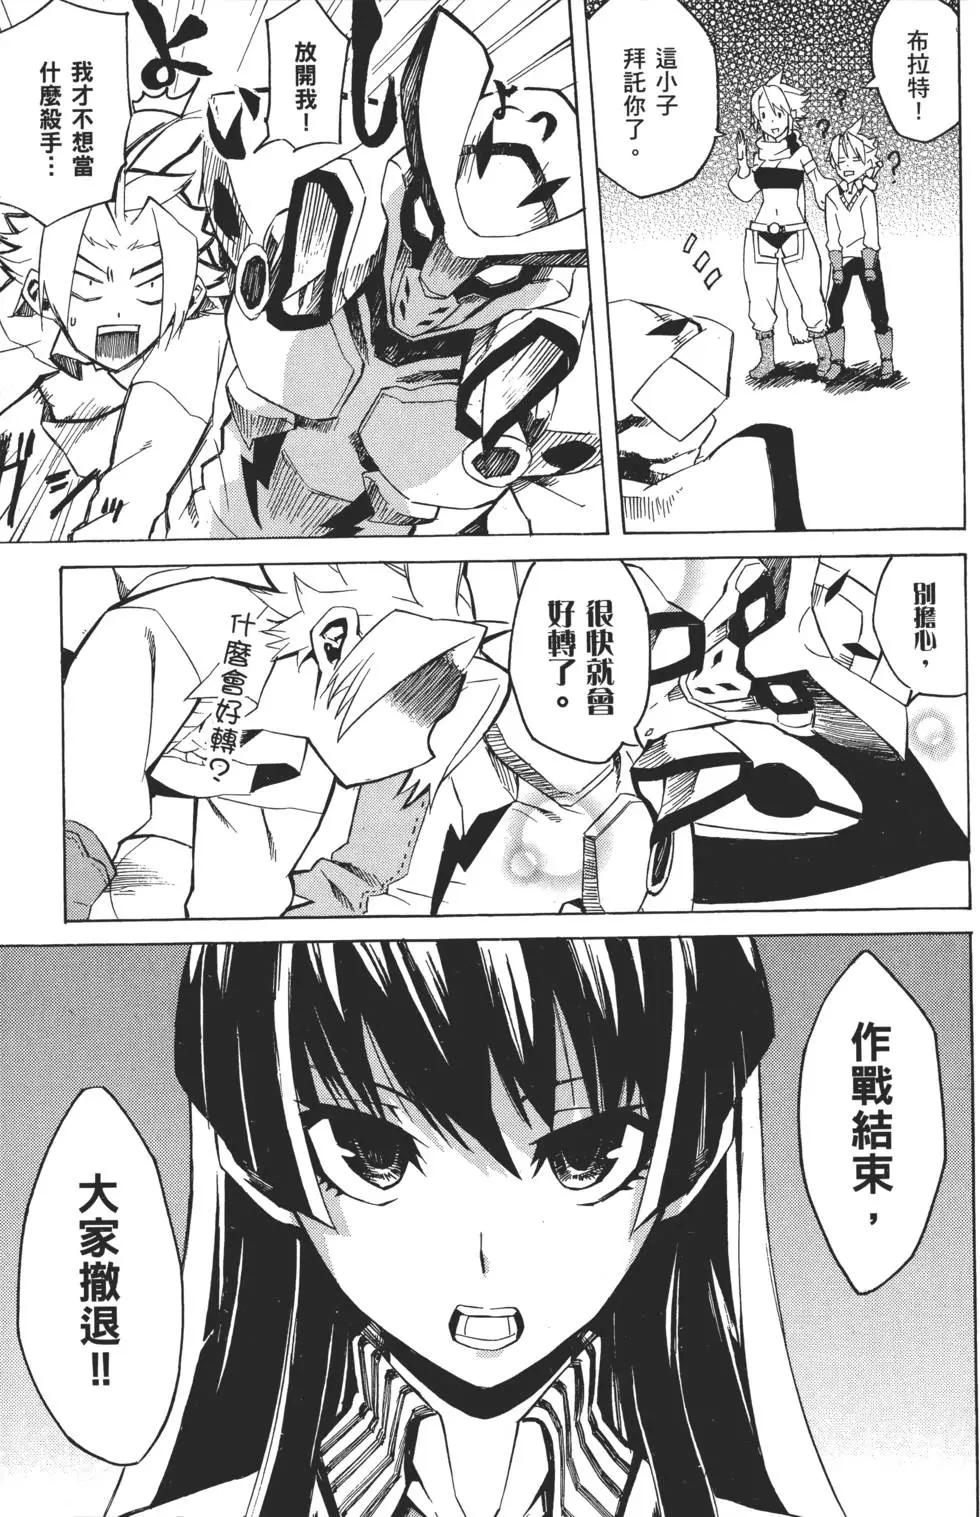 布拉特！
這小子
拜託你了。
?
?
?
よいしょっ
と
放開我！
我才不想當
什麼殺手…
別擔心，
很快就會
好轉了。
什麼會好轉?
作戰結束，
大家撤退!!